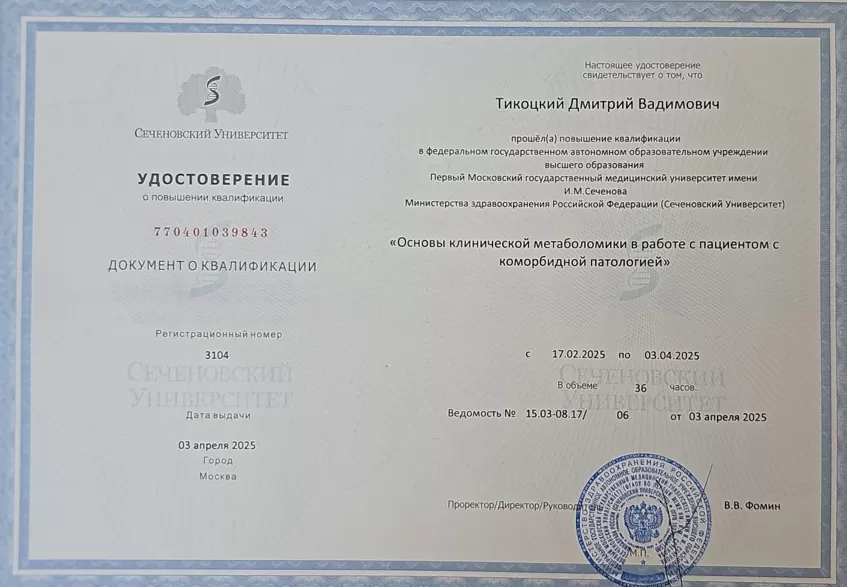 Сеченовский Университет
УДОСТОВЕРЕНИЕ
о повышении квалификации
770401039843
ДОКУМЕНТ О КВАЛИФИКАЦИИ
Регистрационный номер
3104
Сеченовский
Университет
Дата выдачи
03 апреля 2025
Город
Москва
Настоящее удостоверение
свидетельствует о том, что
Тикоцкий Дмитрий Вадимович
прошёл(а) повышение квалификации
в федеральном государственном автономном образовательном учреждении
высшего образования
Первый Московский государственный медицинский университет имени
И.М.Сеченова
Министерства здравоохранения Российской Федерации (Сеченовский Университет)
«Основы клинической метаболомики в работе с пациентом с
коморбидной патологией»
с 17.02.2025 по 03.04.2025
Сеченовский
В объеме 36 часов.
Университет
Ведомость № 15.03-08.17/ 06 от 03 апреля 2025
Проректор/Директор/Руководитель В.В. Фомин
М.П.